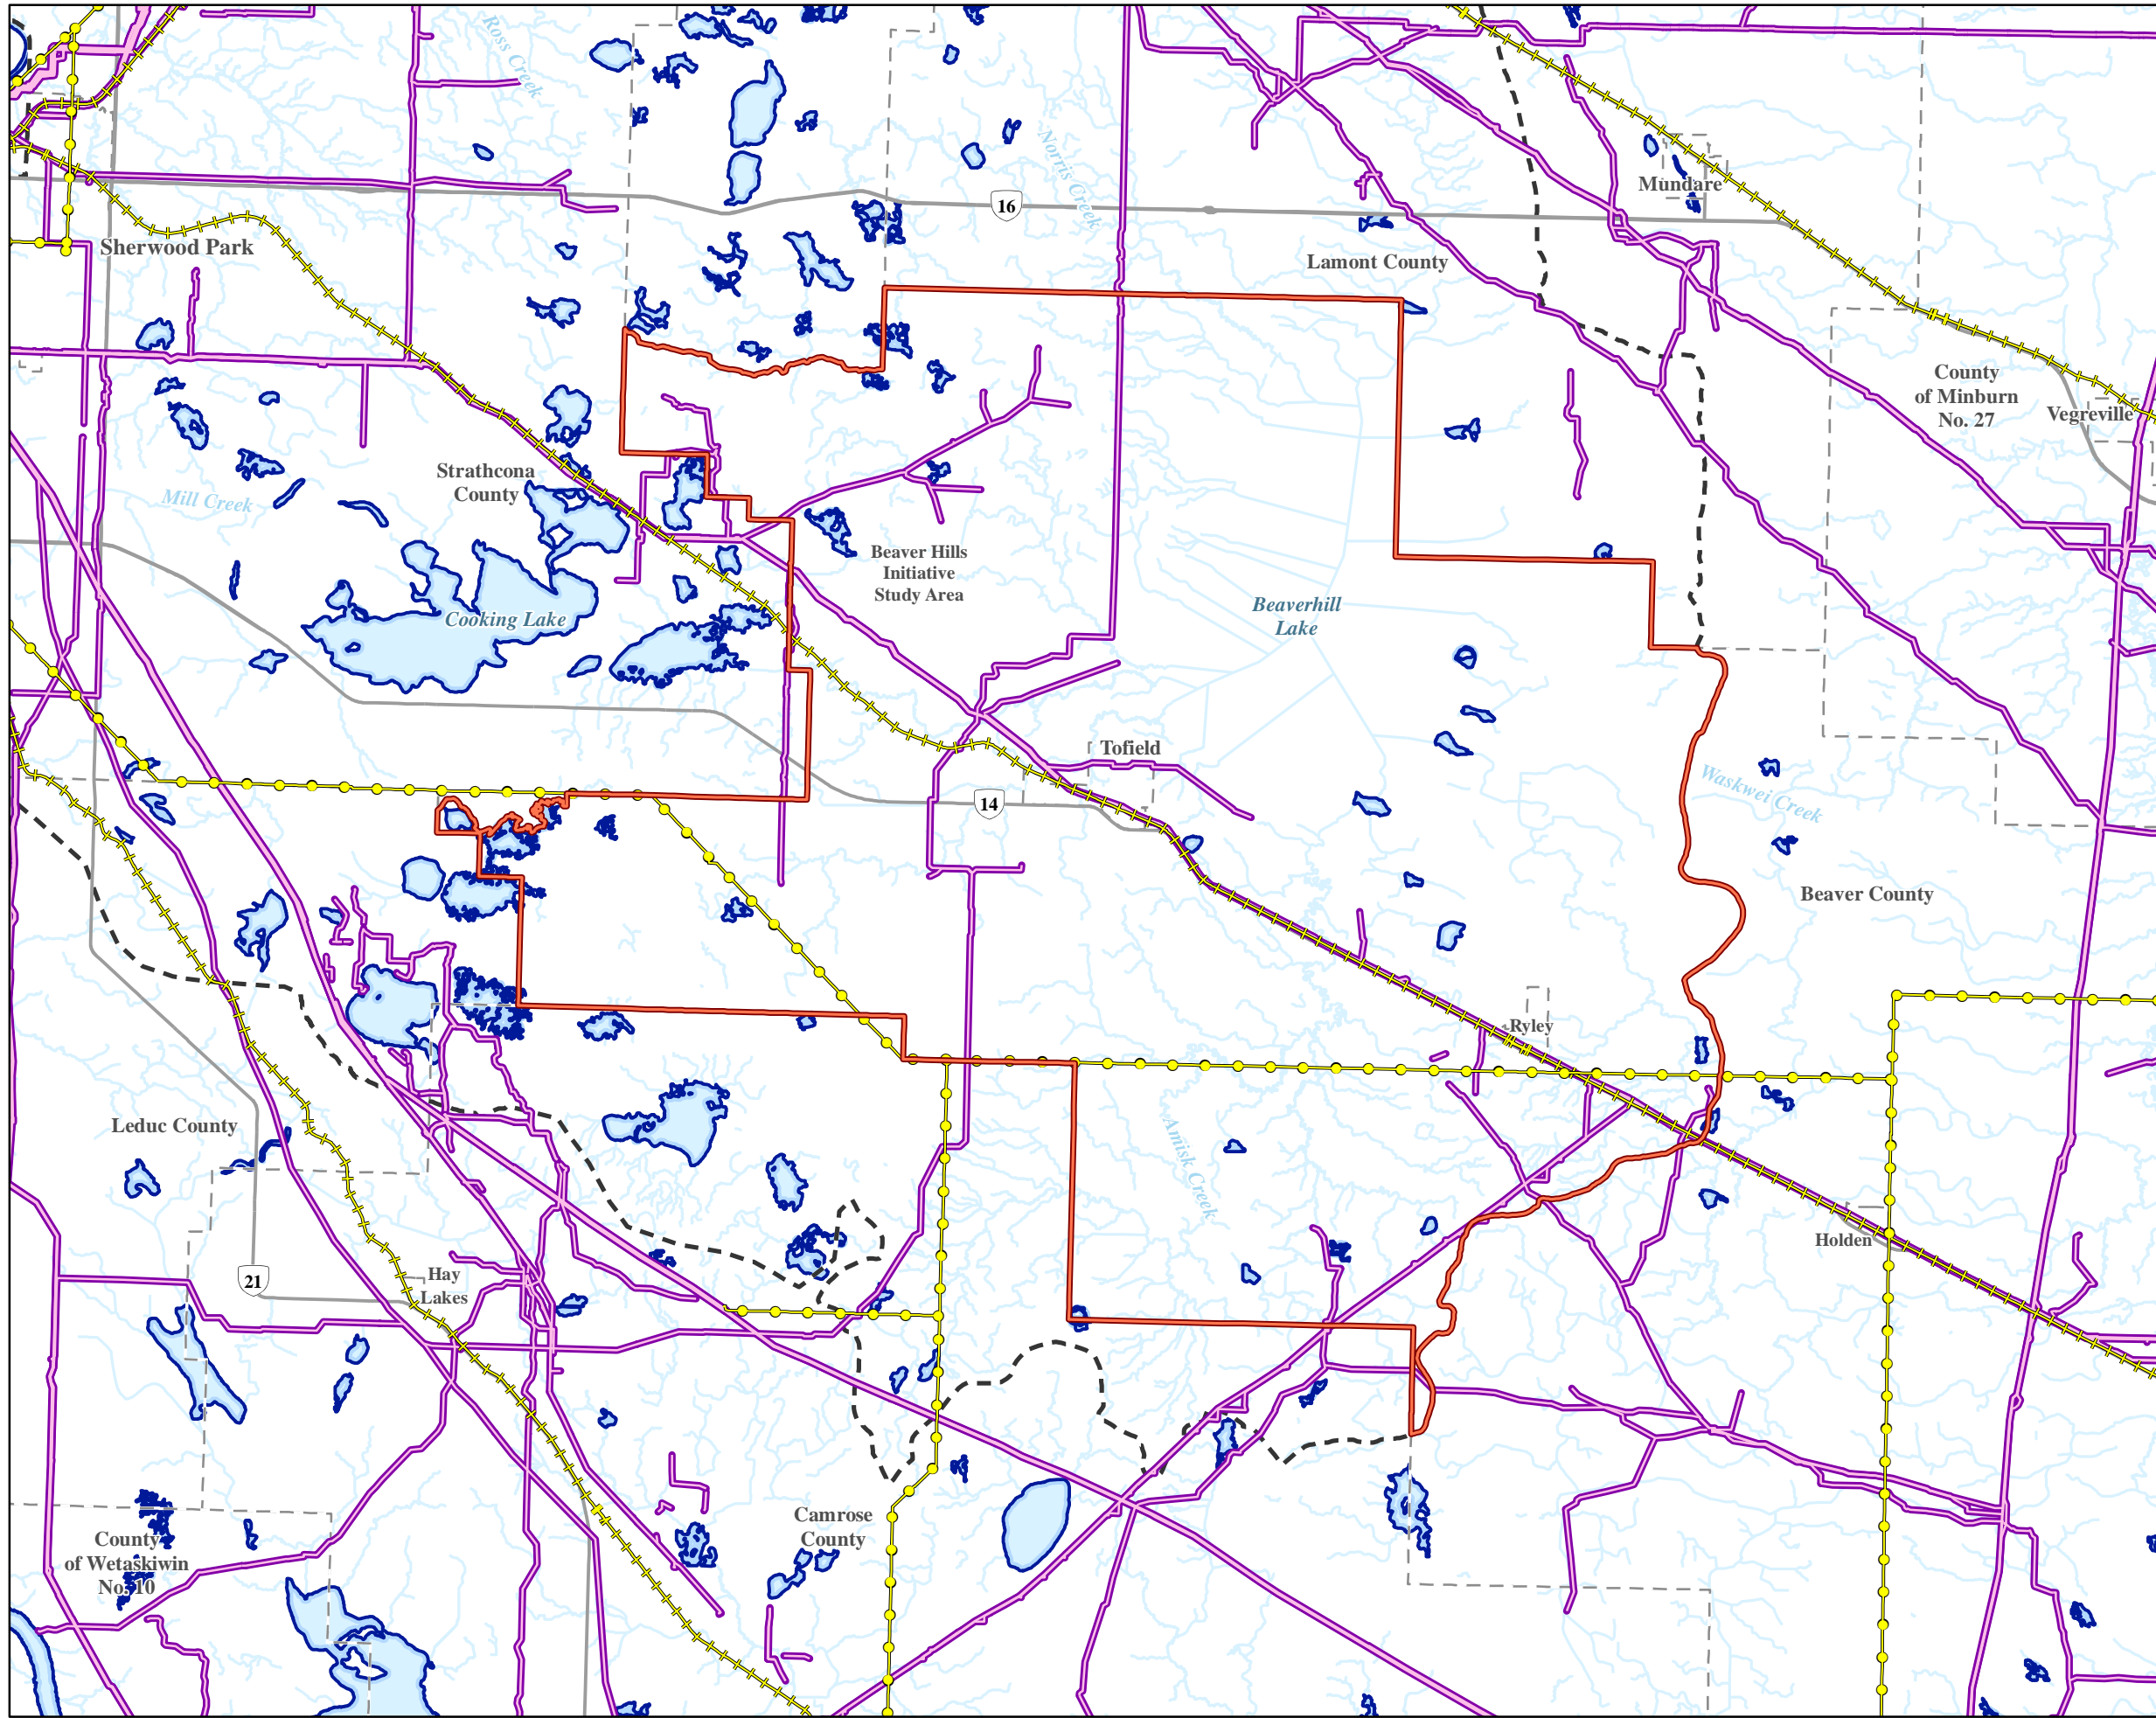 Ross Creek
Norris Creek
16
Mundare
Sherwood Park
Lamont County
County
of Minburn
No. 27
Vegreville
Strathcona
County
Mill Creek
Beaver Hills
Initiative
Study Area
Cooking Lake
Beaverhill
Lake
Tofield
14
Waskwei Creek
Beaver County
Ryley
Leduc County
Amisk Creek
Holden
21
Hay
Lakes
Camrose
County
County
of Wetaskiwin
No. 10